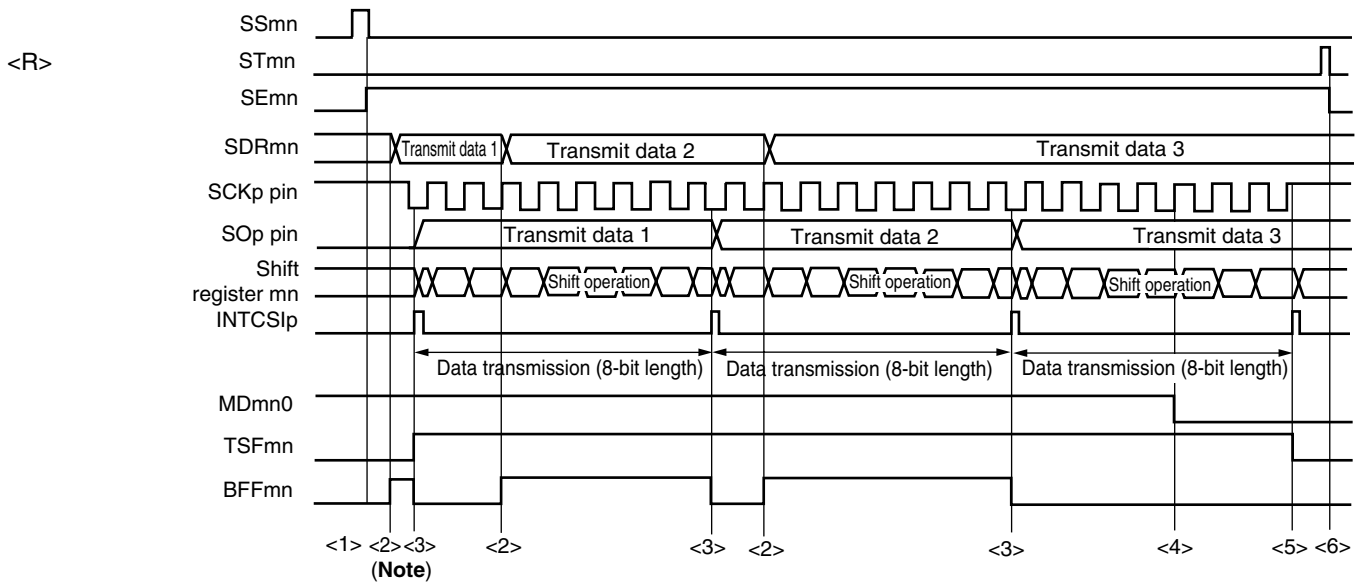 SSmn
<R>
STmn
SEmn
SDRmn
Transmit data 1
Transmit data 2
Transmit data 3
SCKp pin
SOp pin
Transmit data 1
Transmit data 2
Transmit data 3
Shift
register mn
Shift operation
Shift operation
Shift operation
INTCSIp
Data transmission (8-bit length)
Data transmission (8-bit length)
Data transmission (8-bit length)
MDmn0
TSFmn
BFFmn
<1> <2> <3> <2> <3> <2> <3> <4> <5> <6>
(Note)